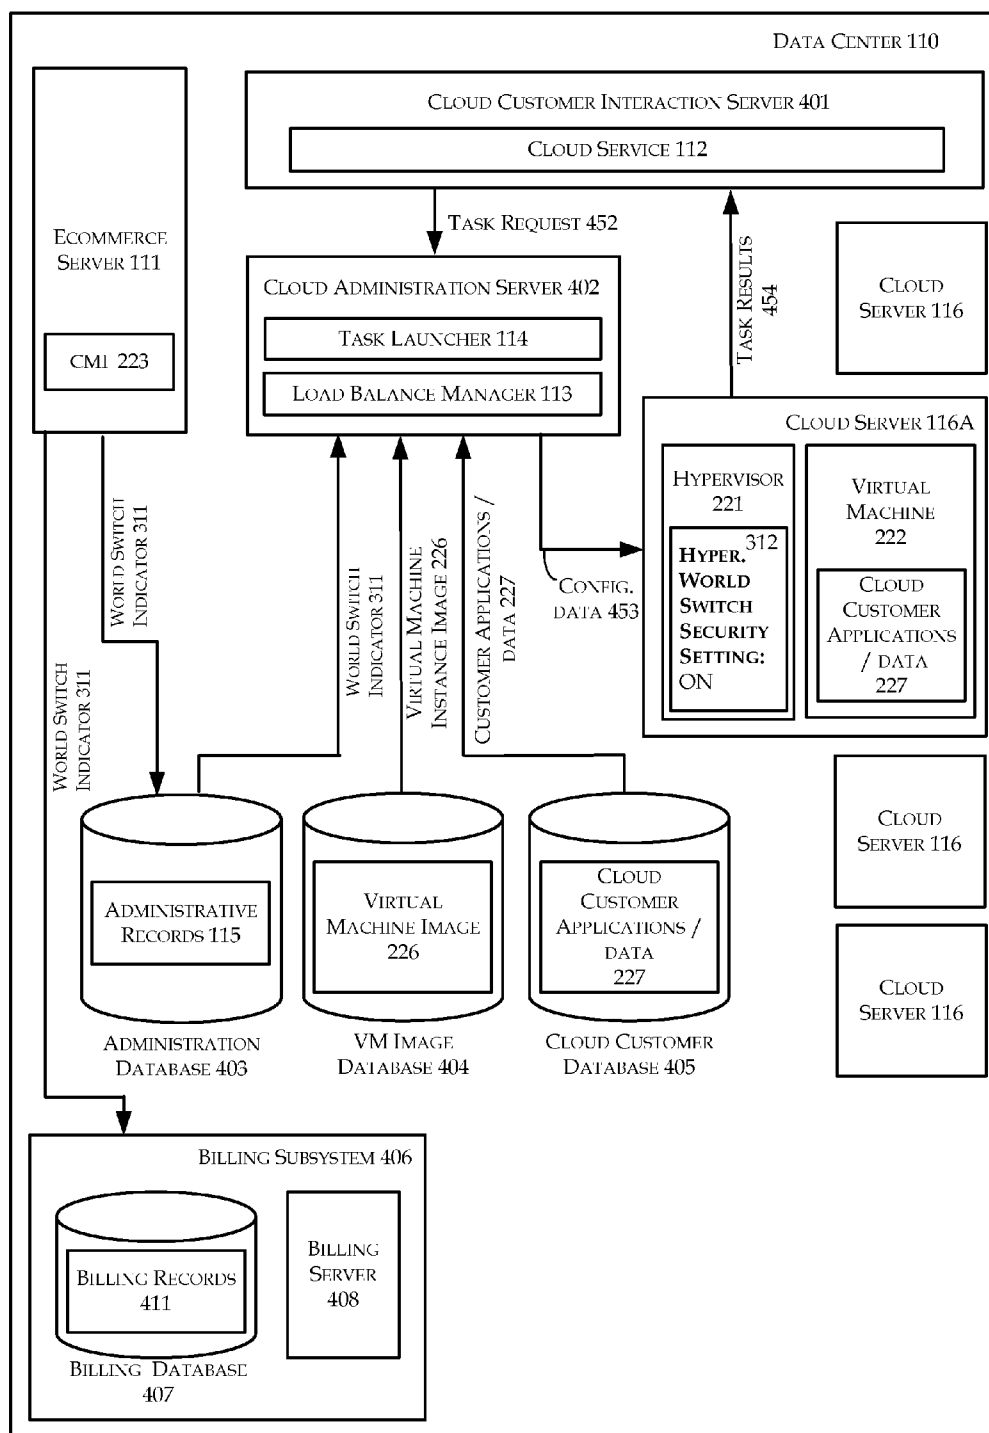 DATA CENTER 110
CLOUD CUSTOMER INTERACTION SERVER 401
CLOUD SERVICE 112
ECOMMERCE
SERVER 111
CMI 223
TASK REQUEST 452
CLOUD ADMINISTRATION SERVER 402
TASK LAUNCHER 114
LOAD BALANCE MANAGER 113
TASK RESULTS
454
CLOUD
SERVER 116
CLOUD SERVER 116A
HYPERVISOR
221
312
HYPER.
WORLD
SWITCH
SECURITY
SETTING:
ON
VIRTUAL
MACHINE
222
CLOUD
CUSTOMER
APPLICATIONS
/ DATA
227
WORLD SWITCH
INDICATOR 311
WORLD SWITCH
INDICATOR 311
WORLD SWITCH
INDICATOR 311
VIRTUAL MACHINE
INSTANCE IMAGE 226
CUSTOMER APPLICATIONS /
DATA 227
CONFIG.
DATA 453
CLOUD
SERVER 116
CLOUD
SERVER 116
ADMINISTRATIVE
RECORDS 115
ADMINISTRATION
DATABASE 403
VIRTUAL
MACHINE IMAGE
226
VM IMAGE
DATABASE 404
CLOUD
CUSTOMER
APPLICATIONS /
DATA
227
CLOUD CUSTOMER
DATABASE 405
BILLING SUBSYSTEM 406
BILLING RECORDS
411
BILLING DATABASE
407
BILLING
SERVER
408